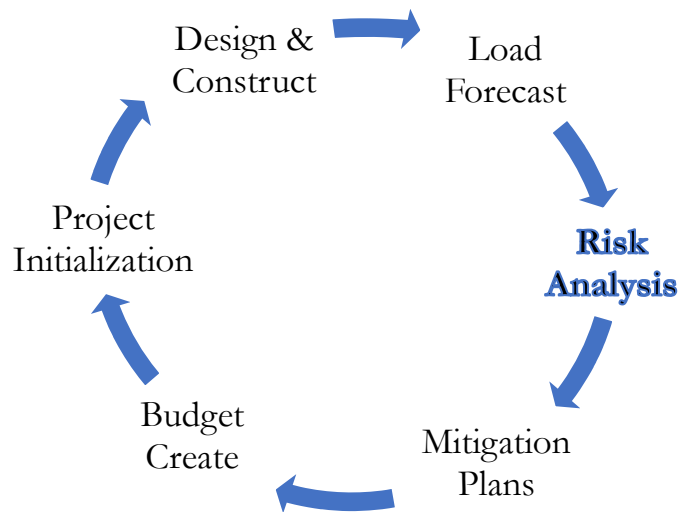 Design &
Construct
Load
Forecast
Risk
Analysis
Mitigation
Plans
Budget
Create
Project
Initialization